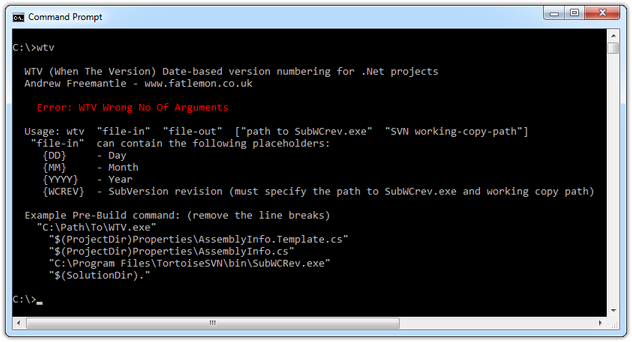 Command Prompt
C:\>wtv
WTV (When The Version) Date-based version numbering for .Net projects
Andrew Freemantle - www.fatlemon.co.uk
Error: WTV Wrong No Of Arguments
Usage: wtv "file-in" "file-out" ["path to SubWCrev.exe" "SVN working-copy-path"]
"file-in" can contain the following placeholders:
{DD} - Day
{MM} - Month
{YYYY} - Year
{WCREV} - SubVersion revision (must specify the path to SubWCrev.exe and working copy path)
Example Pre-Build command: (remove the line breaks)
"C:\Path\To\WTV.exe"
"$(ProjectDir)Properties\AssemblyInfo.Template.cs"
"$(ProjectDir)Properties\AssemblyInfo.cs"
"C:\Program Files\TortoiseSVN\bin\SubWCRev.exe"
"$(SolutionDir)."
C:\>_